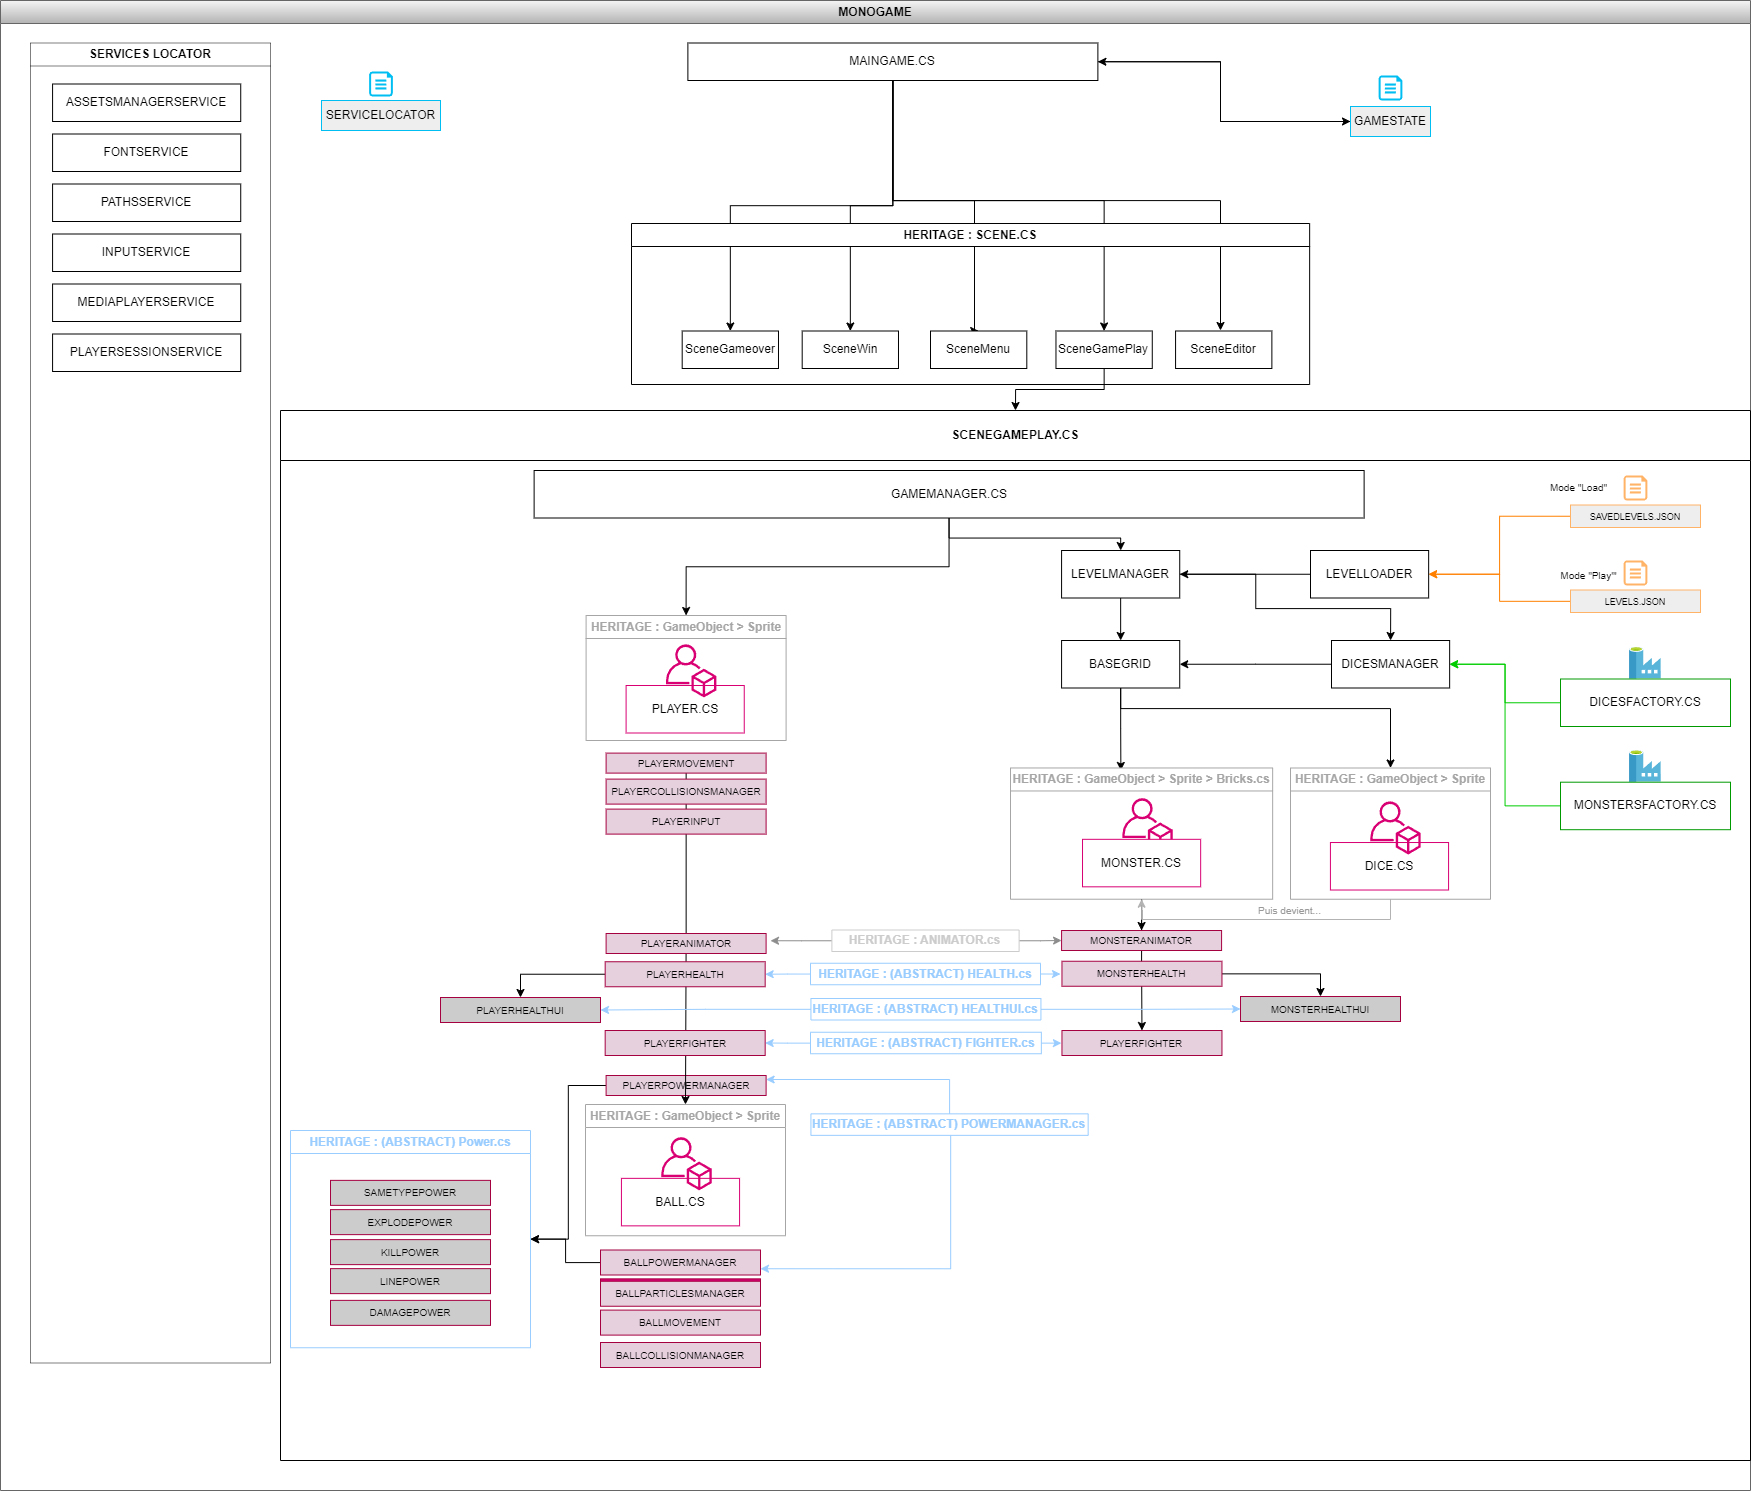 MONOGAME
SERVICES LOCATOR
ASSETSMANAGERSERVICE
FONTSERVICE
PATHSSERVICE
INPUTSERVICE
MEDIAPLAYERSERVICE
PLAYERSESSIONSERVICE
SERVICELOCATOR
MAINGAME.CS
GAMESTATE
HERITAGE : SCENE.CS
SceneGameover
SceneWin
SceneMenu
SceneGamePlay
SceneEditor
SCENEGAMEPLAY.CS
GAMEMANAGER.CS
Mode "Load"
SAVEDLEVELS.JSON
LEVELMANAGER
LEVELLOADER
Mode "Play'"
LEVELS.JSON
HERITAGE : GameObject > Sprite
PLAYER.CS
BASEGRID
DICESMANAGER
DICESFACTORY.CS
MONSTERSFACTORY.CS
PLAYERMOVEMENT
PLAYERCOLLISIONSMANAGER
PLAYERINPUT
HERITAGE : GameObject > Sprite > Bricks.cs
MONSTER.CS
HERITAGE : GameObject > Sprite
DICE.CS
Puis devient...
PLAYERANIMATOR
HERITAGE : ANIMATOR.cs
MONSTERANIMATOR
PLAYERHEALTH
HERITAGE : (ABSTRACT) HEALTH.cs
MONSTERHEALTH
PLAYERHEALTHUI
HERITAGE : (ABSTRACT) HEALTHUI.cs
MONSTERHEALTHUI
PLAYERFIGHTER
HERITAGE : (ABSTRACT) FIGHTER.cs
PLAYERFIGHTER
PLAYERPOWERMANAGER
HERITAGE : GameObject > Sprite
BALL.CS
HERITAGE : (ABSTRACT) POWERMANAGER.cs
HERITAGE : (ABSTRACT) Power.cs
SAMETYPEPOWER
EXPLODEPOWER
KILLPOWER
LINEPOWER
DAMAGEPOWER
BALLPOWERMANAGER
BALLPARTICLESMANAGER
BALLMOVEMENT
BALLCOLLISIONMANAGER